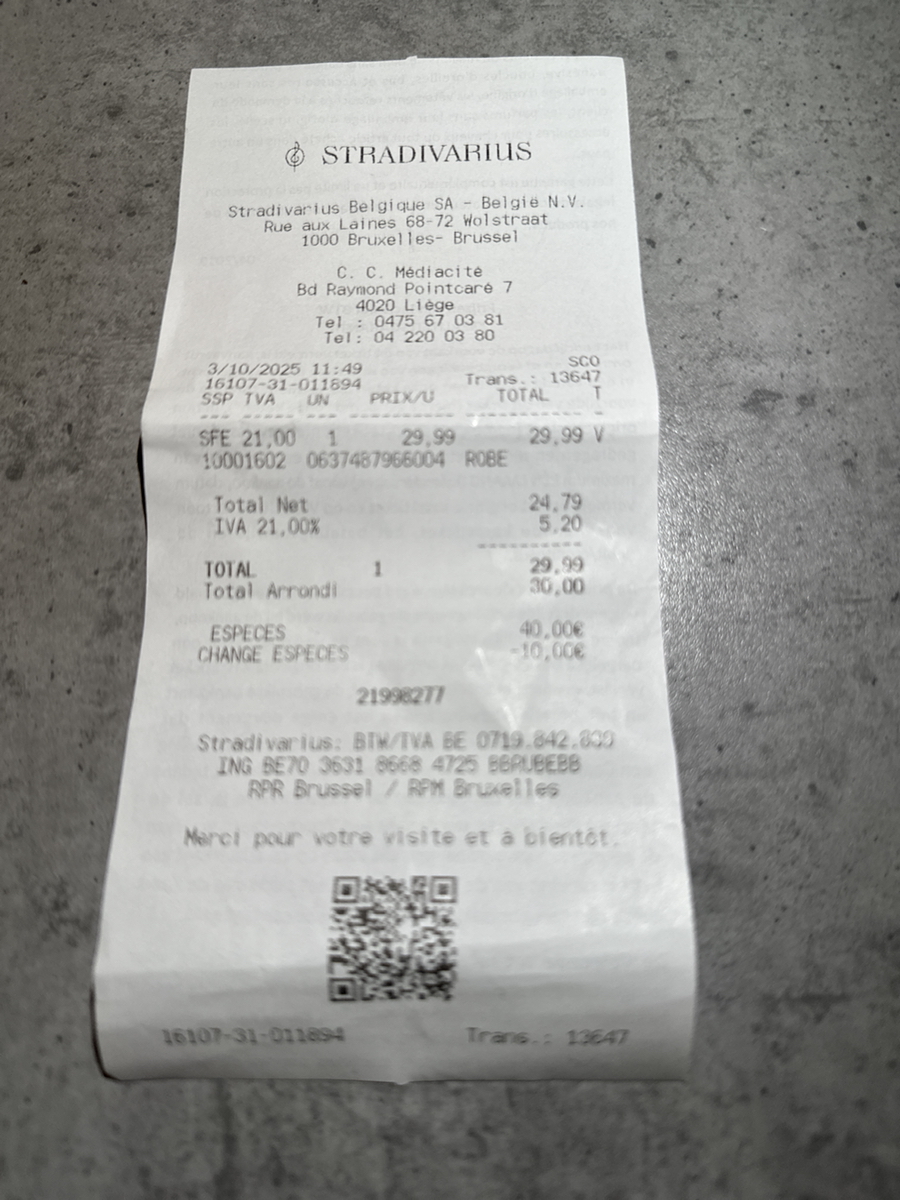 STRADIVARIUS
Stradivarius Belgique SA - België N.V.
Rue aux Laines 68-72 Wolstraat
1000 Bruxelles- Brussel
C. C. Médiacité
Bd Raymond Pointcaré 7
4020 Liège
Tel : 0475 67 03 81
Tel: 04 220 03 80
3/10/2025 11:49 SCO
16107-31-011894 Trans.: 13647
SSP TVA UN PRIX/U TOTAL T
--- ----- --- -------- --------- -
SFE 21,00 1 29,99 29,99 V
10001602 0637487966004 ROBE
Total Net 24,79
IVA 21,00% 5,20
----------
TOTAL 1 29,99
Total Arrondi 30,00
ESPECES 40,00€
CHANGE ESPECES -10,00€
21998277
Stradivarius: BTW/TVA BE 0719.842.839
ING BE70 3631 8668 4725 BBRUBEBB
RPR Brussel / RPM Bruxelles
Merci pour votre visite et à bientôt.
16107-31-011894 Trans.: 13647